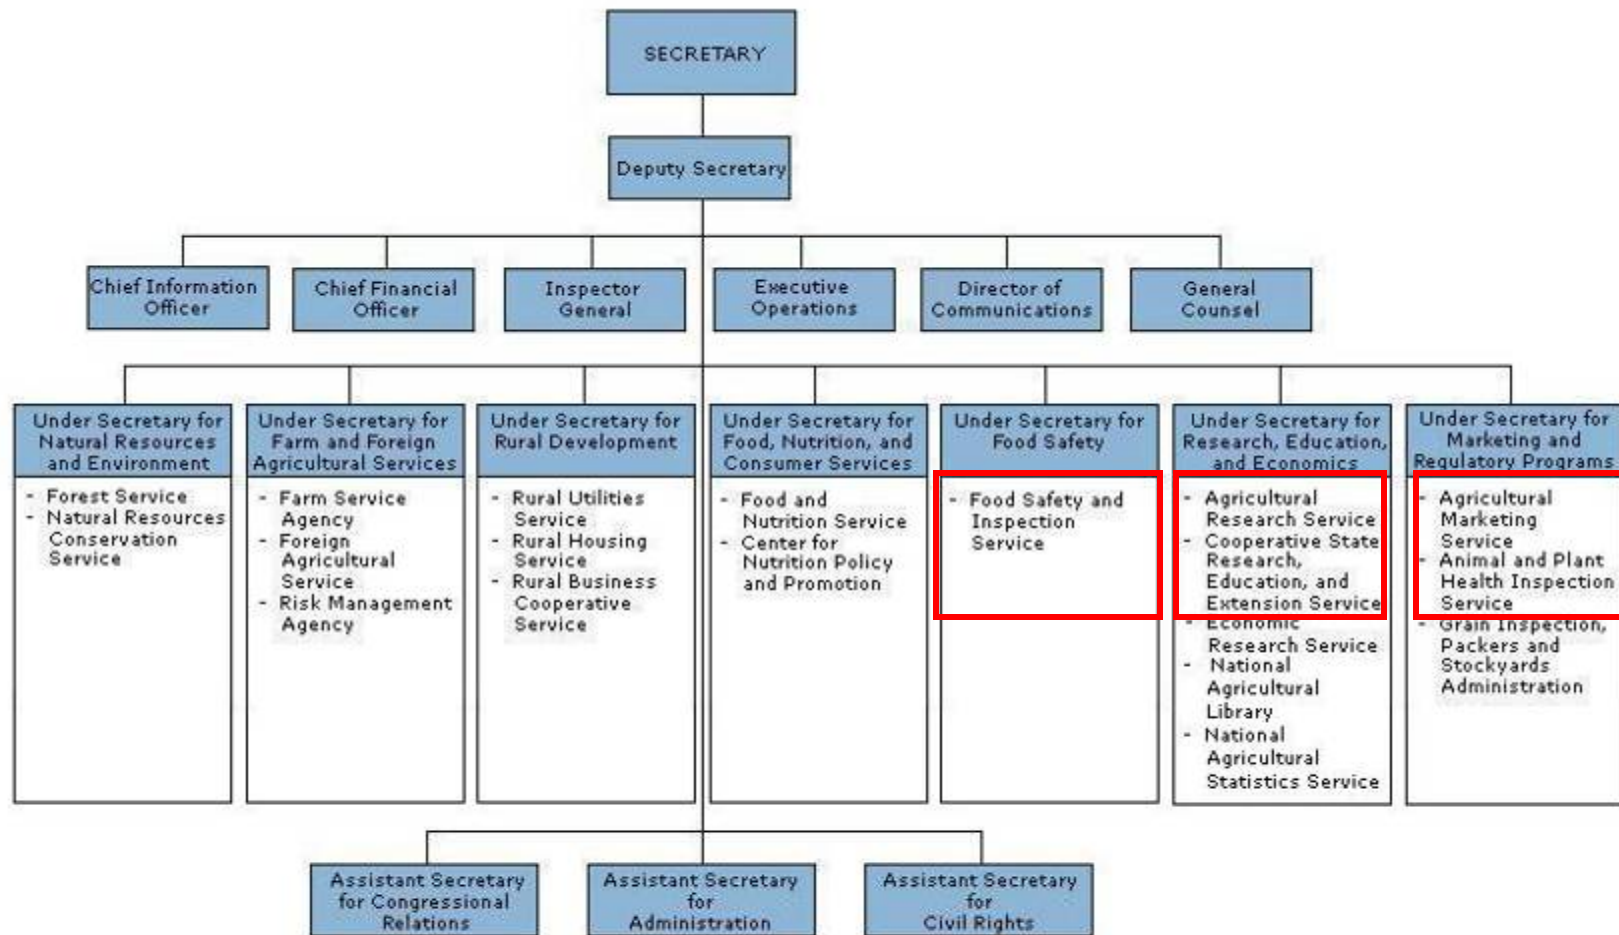 SECRETARY
Deputy Secretary
Chief Information
Officer
Chief Financial
Officer
Inspector
General
Executive
Operations
Director of
Communications
General
Counsel
Under Secretary for
Natural Resources
and Environment
- Forest Service
- Natural Resources
Conservation
Service
Under Secretary for
Farm and Foreign
Agricultural Services
- Farm Service
Agency
- Foreign
Agricultural
Service
- Risk Management
Agency
Under Secretary for
Rural Development
- Rural Utilities
Service
- Rural Housing
Service
- Rural Business
Cooperative
Service
Under Secretary for
Food, Nutrition, and
Consumer Services
- Food and
Nutrition Service
- Center for
Nutrition Policy
and Promotion
Under Secretary for
Food Safety
- Food Safety and
Inspection
Service
Under Secretary for
Research, Education,
and Economics
- Agricultural
Research Service
- Cooperative State
Research,
Education, and
Extension Service
- Economic
Research Service
- National
Agricultural
Library
- National
Agricultural
Statistics Service
Under Secretary for
Marketing and
Regulatory Programs
- Agricultural
Marketing
Service
- Animal and Plant
Health Inspection
Service
- Grain Inspection,
Packers and
Stockyards
Administration
Assistant Secretary
for Congressional
Relations
Assistant Secretary
for
Administration
Assistant Secretary
for
Civil Rights